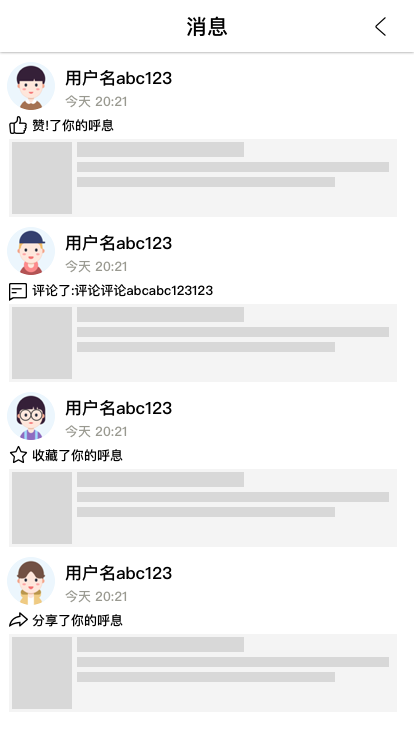 消息
用户名abc123
今天 20:21
赞!了你的呼息
用户名abc123
今天 20:21
评论了:评论评论abcabc123123
用户名abc123
今天 20:21
收藏了你的呼息
用户名abc123
今天 20:21
分享了你的呼息